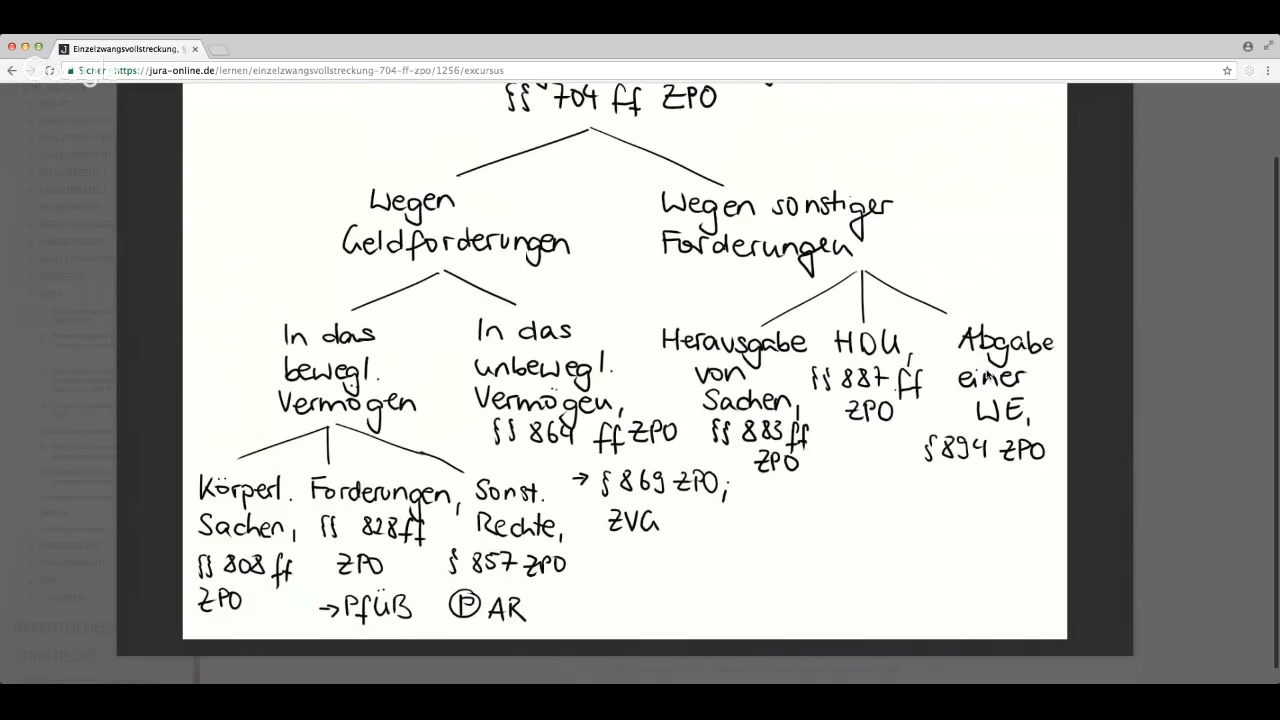 Einzelzwangsvollstreckung, §
Sicher https://jura-online.de/lernen/einzelzwangsvollstreckung-704-ff-zpo/1256/excursus
§§ 704 ff ZPO
Wegen
Geldforderungen
Wegen sonstiger
Forderungen
In das
bewegl.
Vermögen
In das
unbewegl.
Vermögen,
§§ 864 ff ZPO
→ § 869 ZPO;
ZVG
Herausgabe
von
Sachen,
§§ 883 ff
ZPO
HDU,
§§ 887 ff
ZPO
Abgabe
einer
WE,
§ 894 ZPO
Körperl.
Sachen,
§§ 808 ff
ZPO
Forderungen,
§§ 828 ff
ZPO
→ PfÜB
Sonst.
Rechte,
§ 857 ZPO
Ⓟ AR
ÖFFENTLICHES
STRAFRECHT